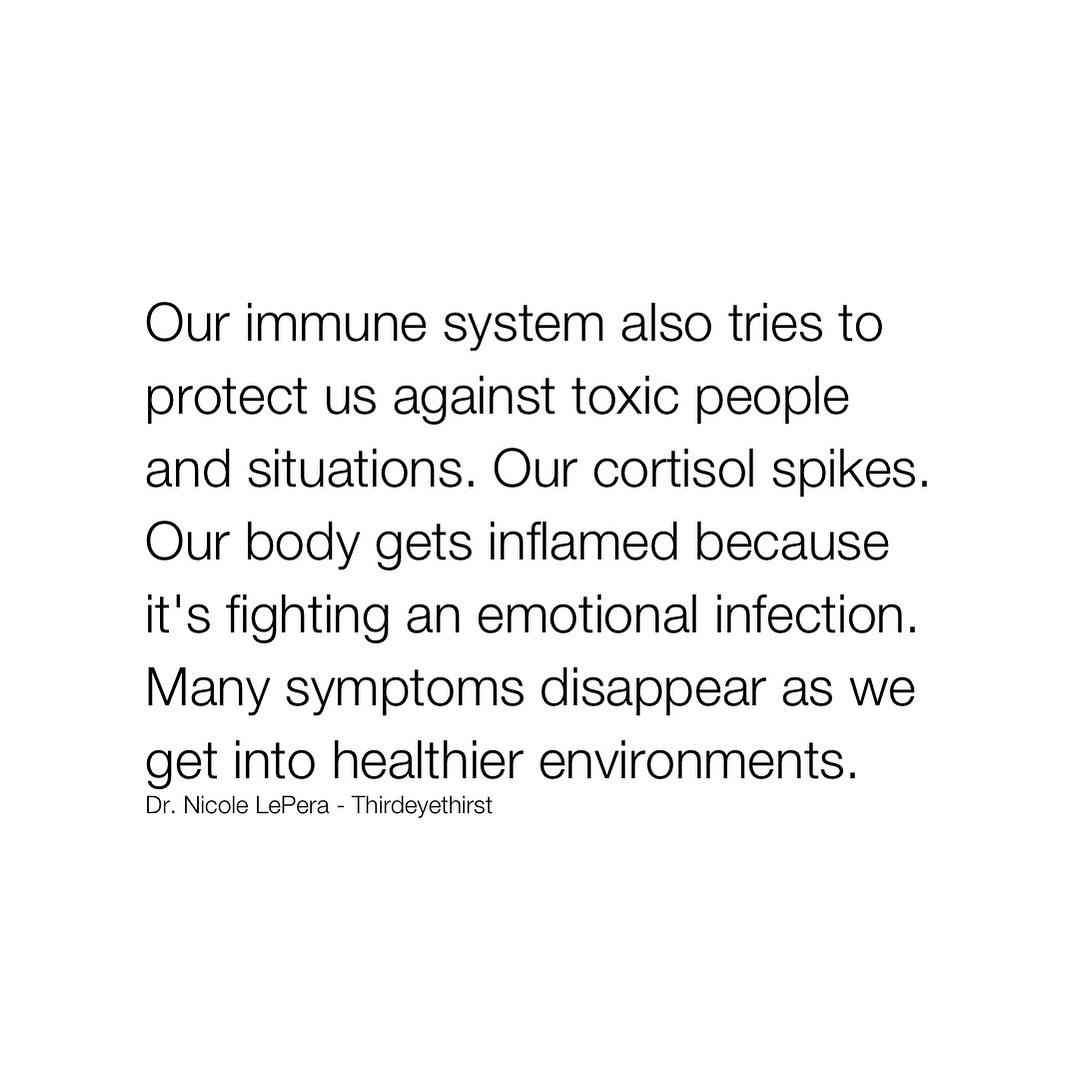 Our immune system also tries to
protect us against toxic people
and situations. Our cortisol spikes.
Our body gets inflamed because
it's fighting an emotional infection.
Many symptoms disappear as we
get into healthier environments.
Dr. Nicole LePera - Thirdeyethirst